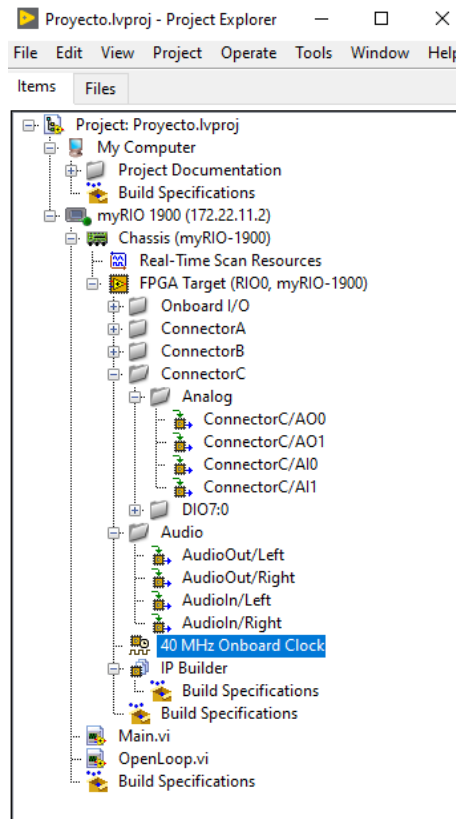 Proyecto.lvproj - Project Explorer
File Edit View Project Operate Tools Window Help
Items Files
Project: Proyecto.lvproj
My Computer
Project Documentation
Build Specifications
myRIO 1900 (172.22.11.2)
Chassis (myRIO-1900)
Real-Time Scan Resources
FPGA Target (RIO0, myRIO-1900)
Onboard I/O
ConnectorA
ConnectorB
ConnectorC
Analog
ConnectorC/AO0
ConnectorC/AO1
ConnectorC/AI0
ConnectorC/AI1
DIO7:0
Audio
AudioOut/Left
AudioOut/Right
AudioIn/Left
AudioIn/Right
40 MHz Onboard Clock
IP Builder
Build Specifications
Build Specifications
Main.vi
OpenLoop.vi
Build Specifications